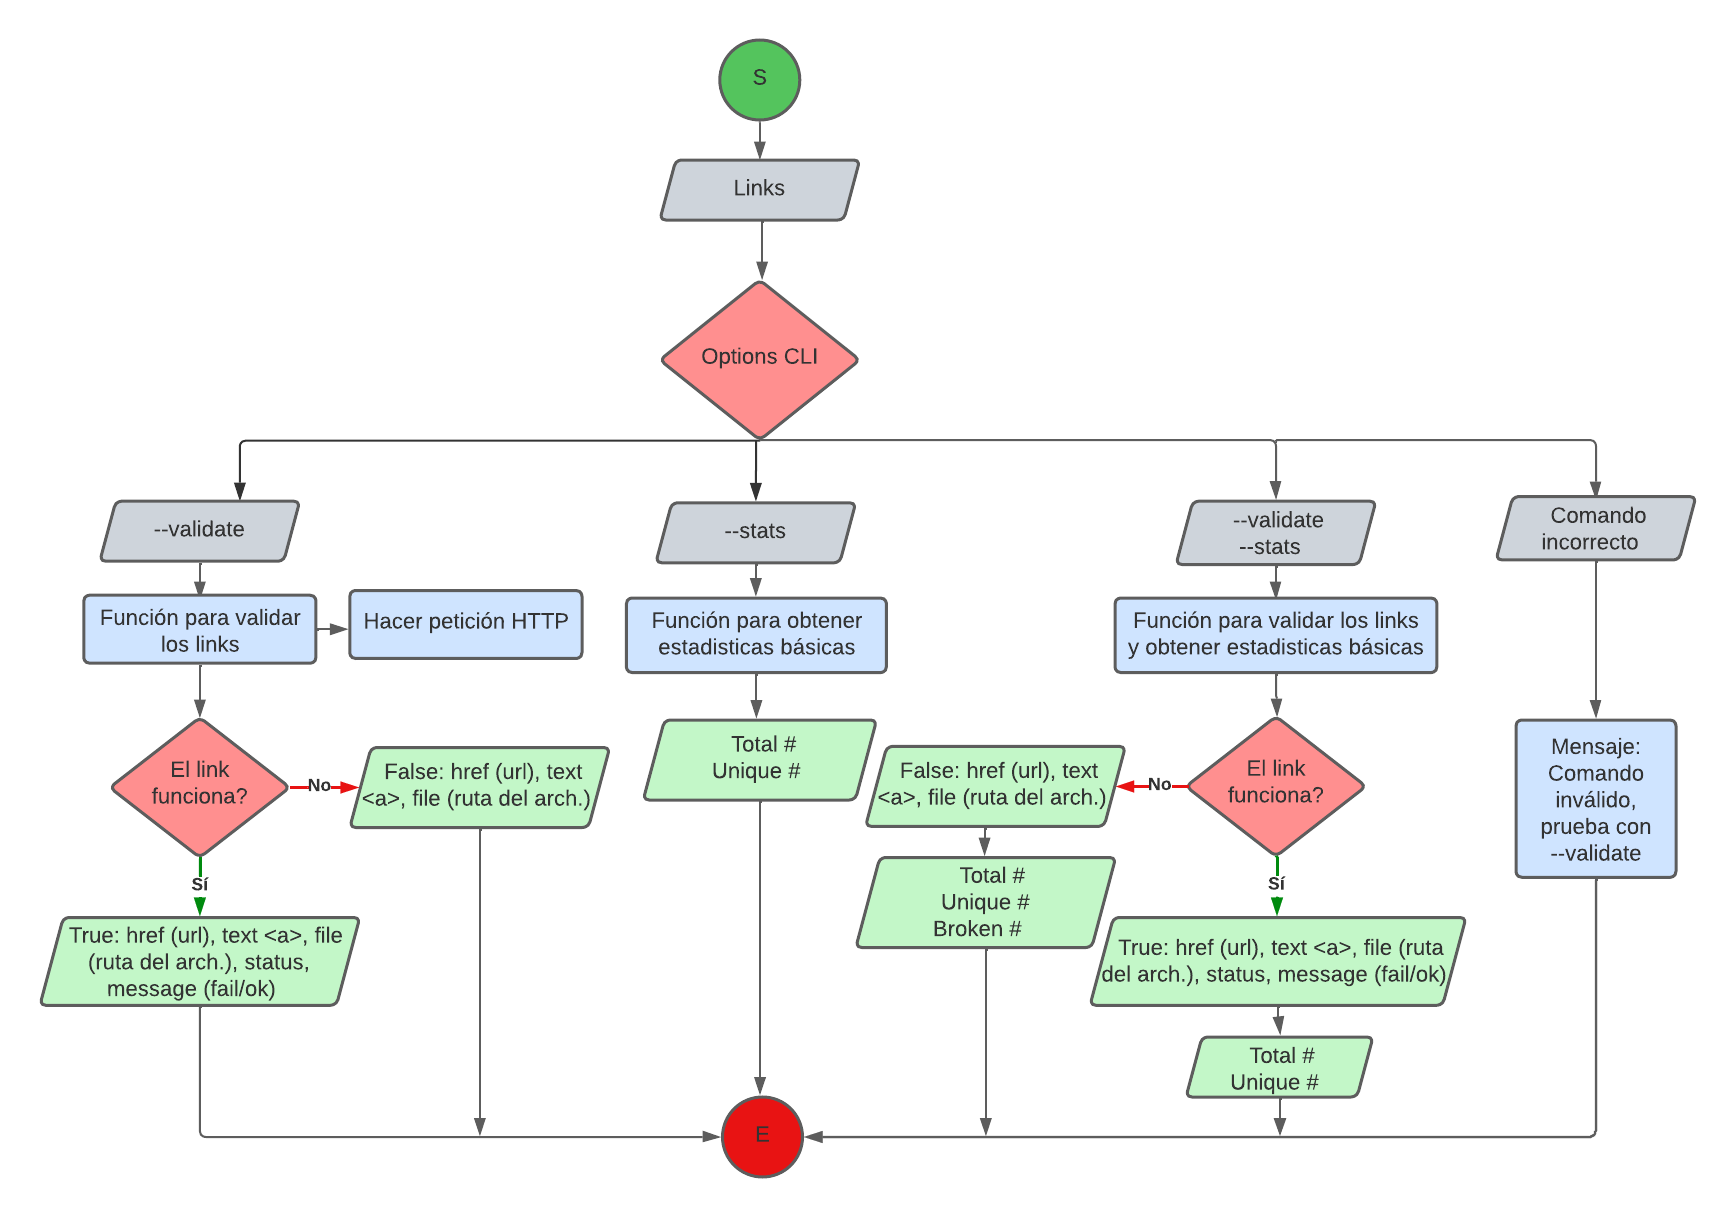 S
Links
Options CLI
--validate
--stats
--validate
--stats
Comando
incorrecto
Función para validar
los links
Hacer petición HTTP
Función para obtener
estadisticas básicas
Función para validar los links
y obtener estadisticas básicas
El link
funciona?
No
False: href (url), text
<a>, file (ruta del arch.)
Total #
Unique #
False: href (url), text
<a>, file (ruta del arch.)
No
El link
funciona?
Mensaje:
Comando
inválido,
prueba con
--validate
Sí
Total #
Unique #
Broken #
Sí
True: href (url), text <a>, file
(ruta del arch.), status,
message (fail/ok)
True: href (url), text <a>, file (ruta
del arch.), status, message (fail/ok)
Total #
Unique #
E